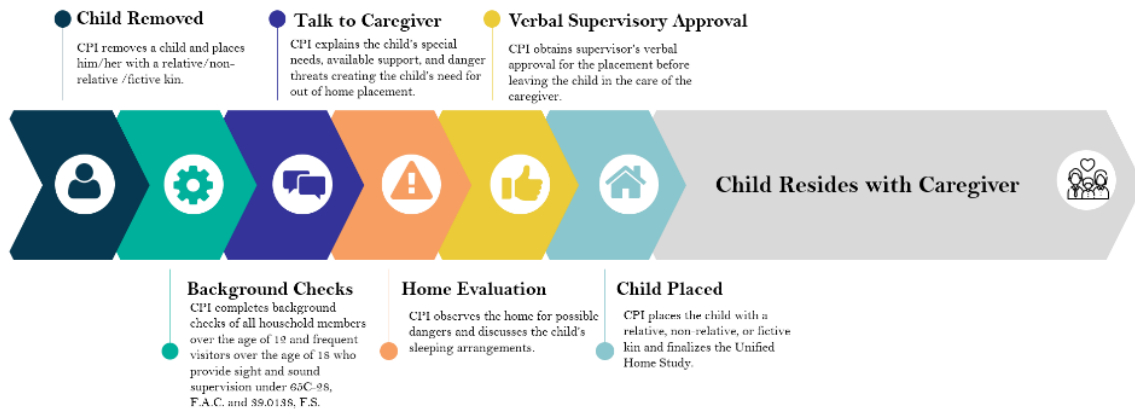 Child Removed
CPI removes a child and places
him/her with a relative/non-
relative /fictive kin.
Talk to Caregiver
CPI explains the child's special
needs, available support, and danger
threats creating the child's need for
out of home placement.
Verbal Supervisory Approval
CPI obtains supervisor's verbal
approval for the placement before
leaving the child in the care of the
caregiver.
Child Resides with Caregiver
Background Checks
CPI completes background
checks of all household members
over the age of 12 and frequent
visitors over the age of 18 who
provide sight and sound
supervision under 65C-28,
F.A.C. and 39.0138, F.S.
Home Evaluation
CPI observes the home for possible
dangers and discusses the child's
sleeping arrangements.
Child Placed
CPI places the child with a
relative, non-relative, or fictive
kin and finalizes the Unified
Home Study.